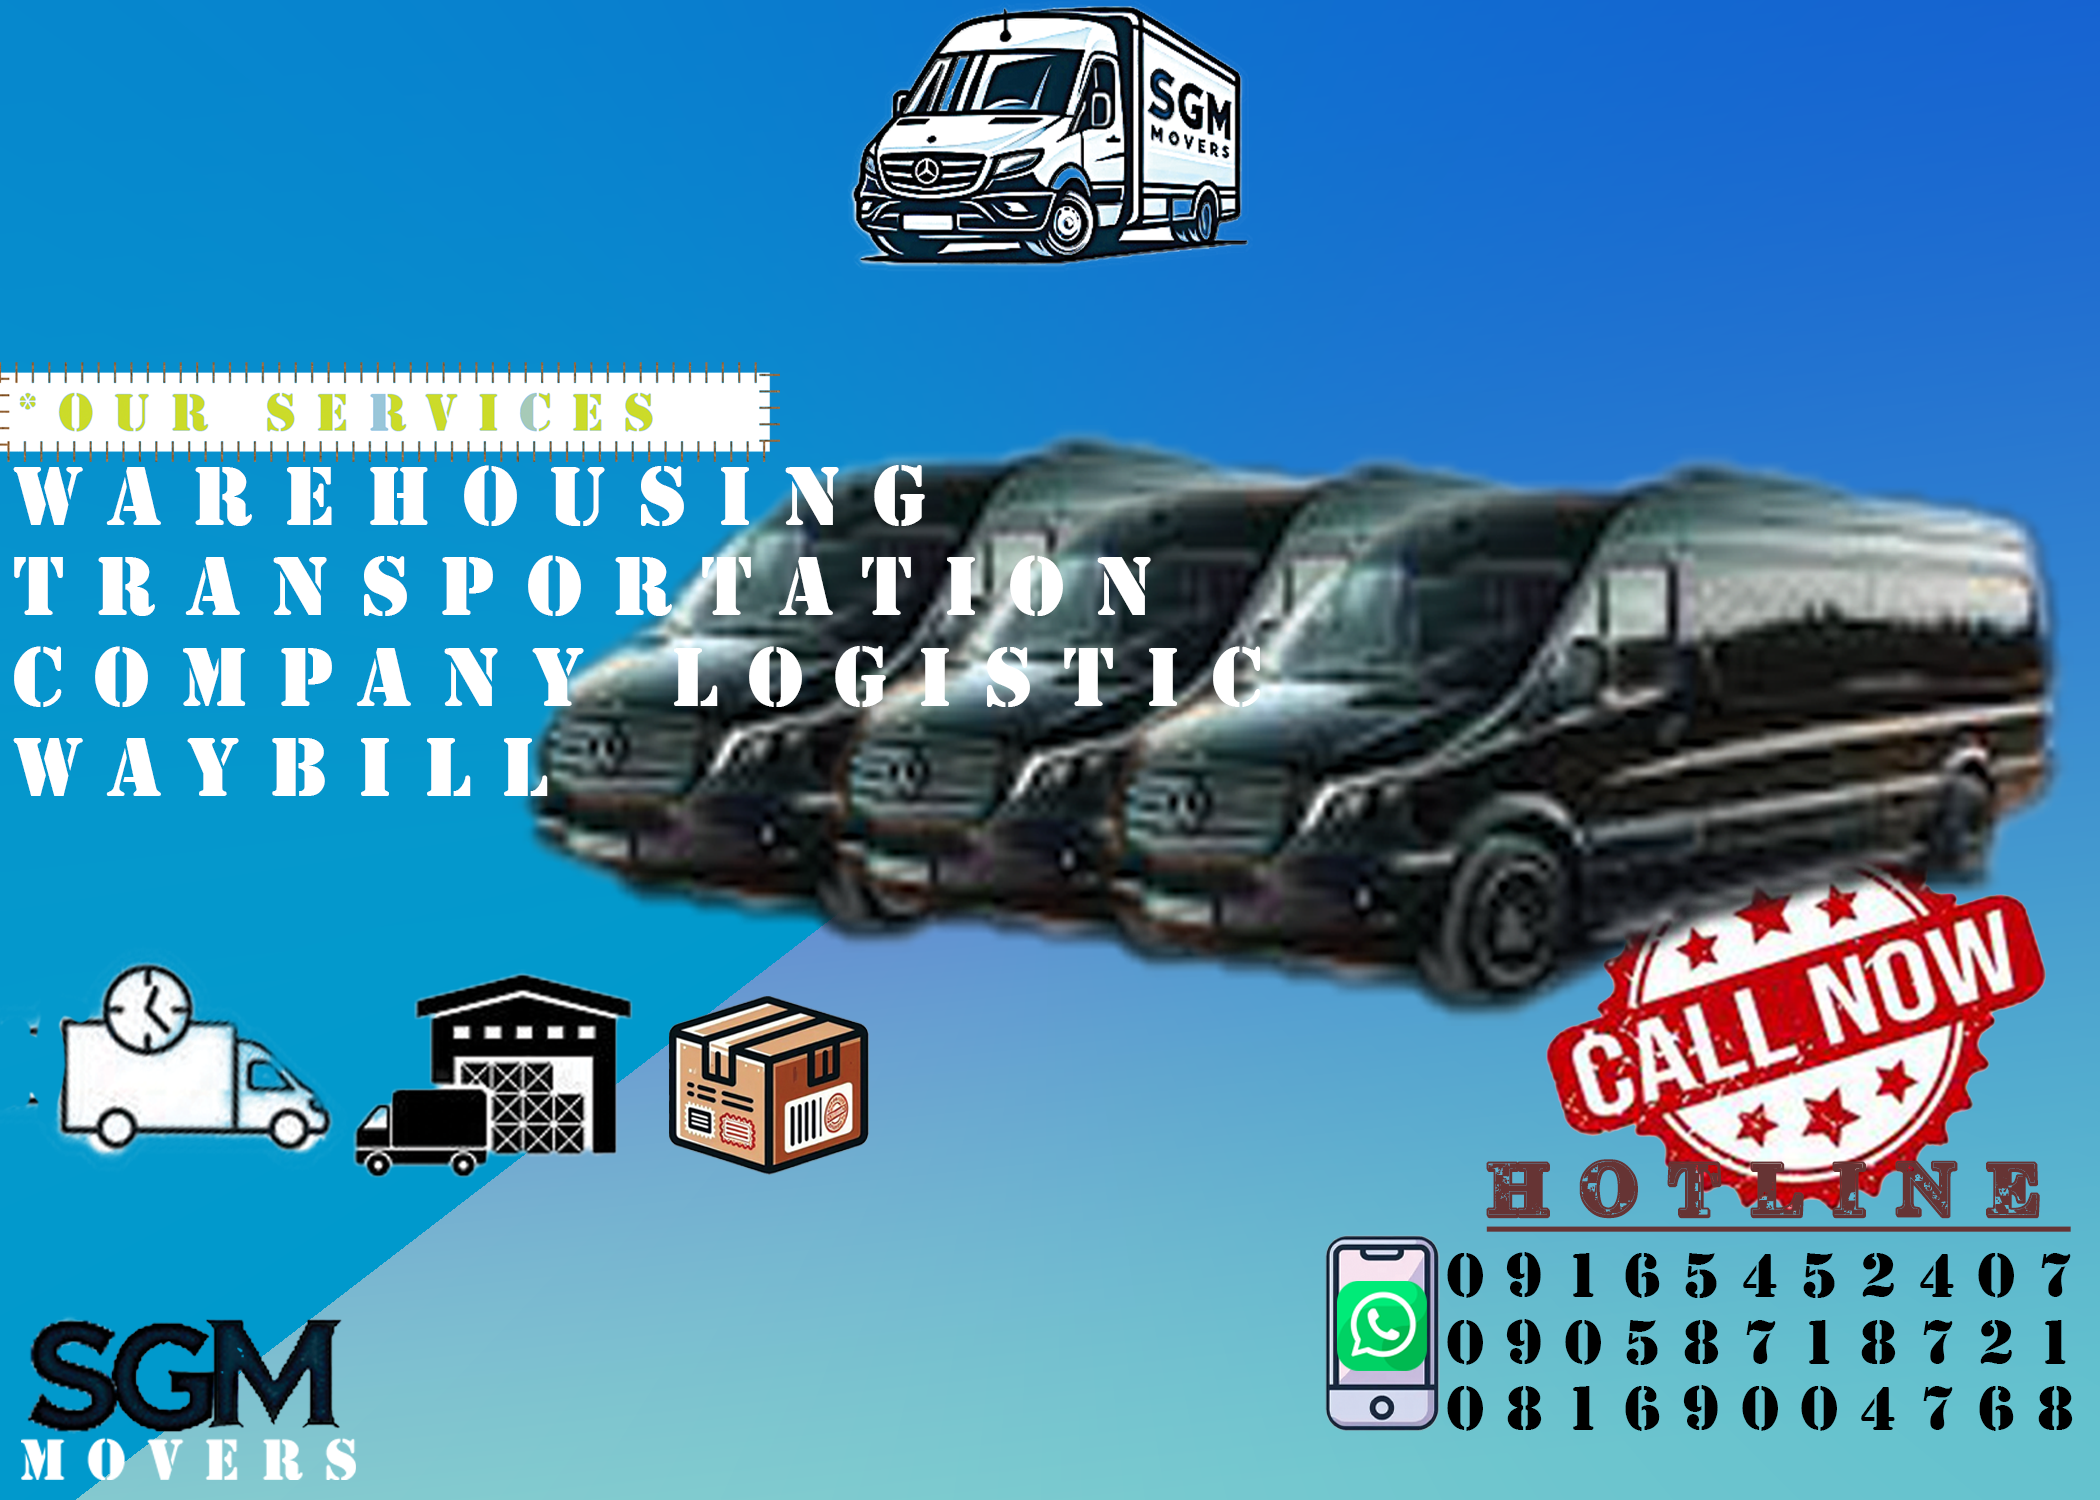 SGM
MOVERS
*OUR SERVICES
WAREHOUSING
TRANSPORTATION
COMPANY LOGISTIC
WAYBILL
CALL NOW
HOTLINE
09165452407
09058718721
08169004768
SGM
MOVERS